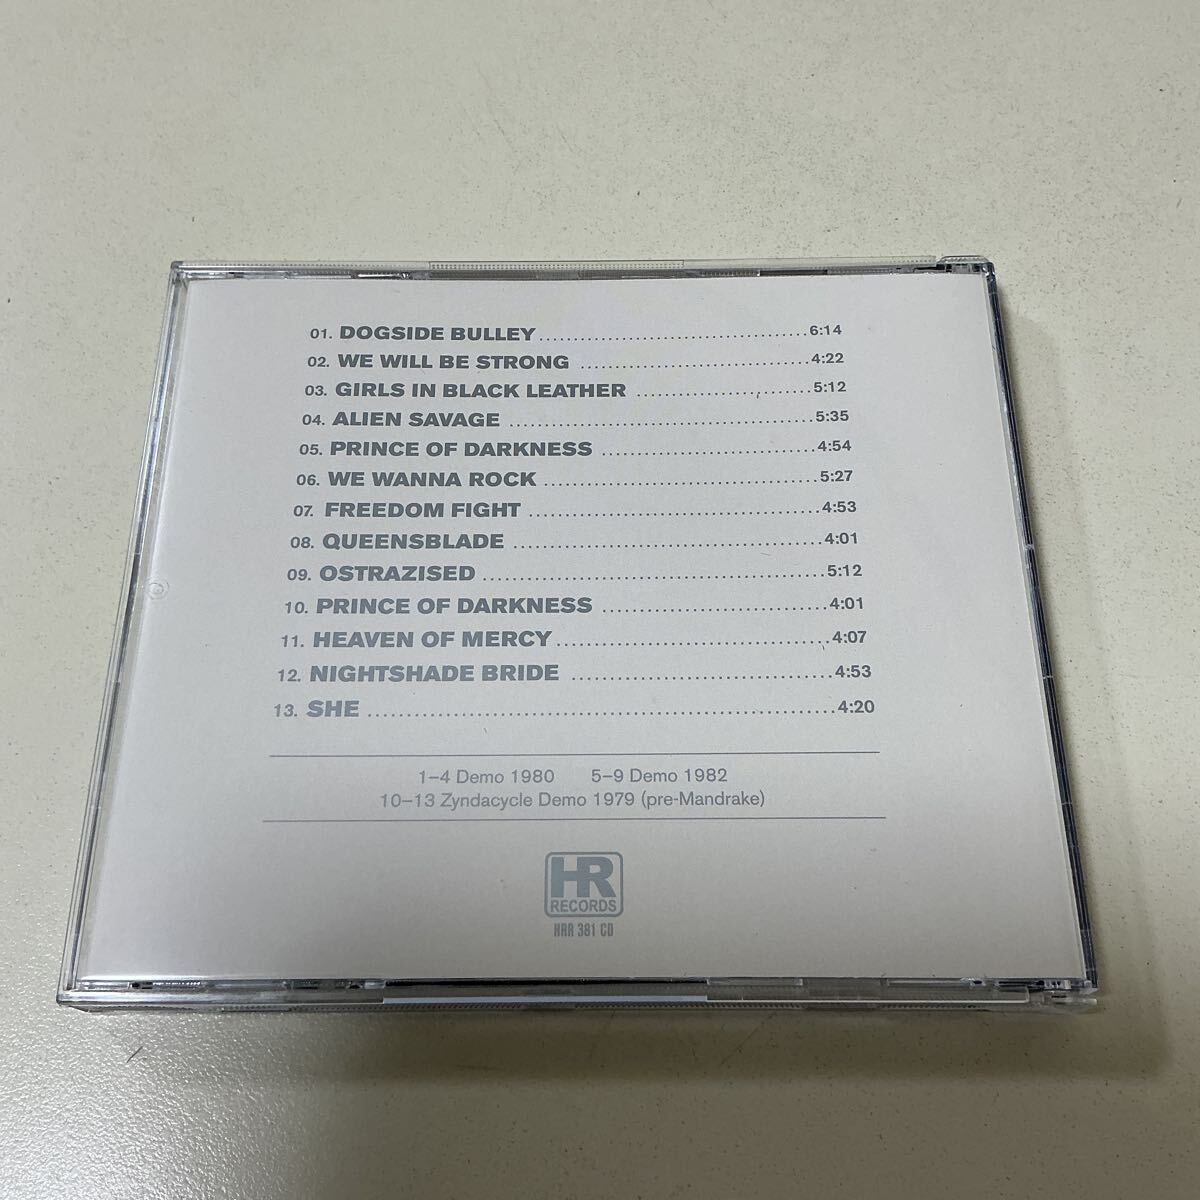 01. DOGSIDE BULLEY ........................................ 6:14
02. WE WILL BE STRONG ........................................ 4:22
03. GIRLS IN BLACK LEATHER ........................................ 5:12
04. ALIEN SAVAGE ........................................ 5:35
05. PRINCE OF DARKNESS ........................................ 4:54
06. WE WANNA ROCK ........................................ 5:27
07. FREEDOM FIGHT ........................................ 4:53
08. QUEENSBLADE ........................................ 4:01
09. OSTRAZISED ........................................ 5:12
10. PRINCE OF DARKNESS ........................................ 4:01
11. HEAVEN OF MERCY ........................................ 4:07
12. NIGHTSHADE BRIDE ........................................ 4:53
13. SHE ........................................ 4:20
1–4 Demo 1980 5–9 Demo 1982
10–13 Zyndacycle Demo 1979 (pre-Mandrake)
HR
RECORDS
HRR 381 CD